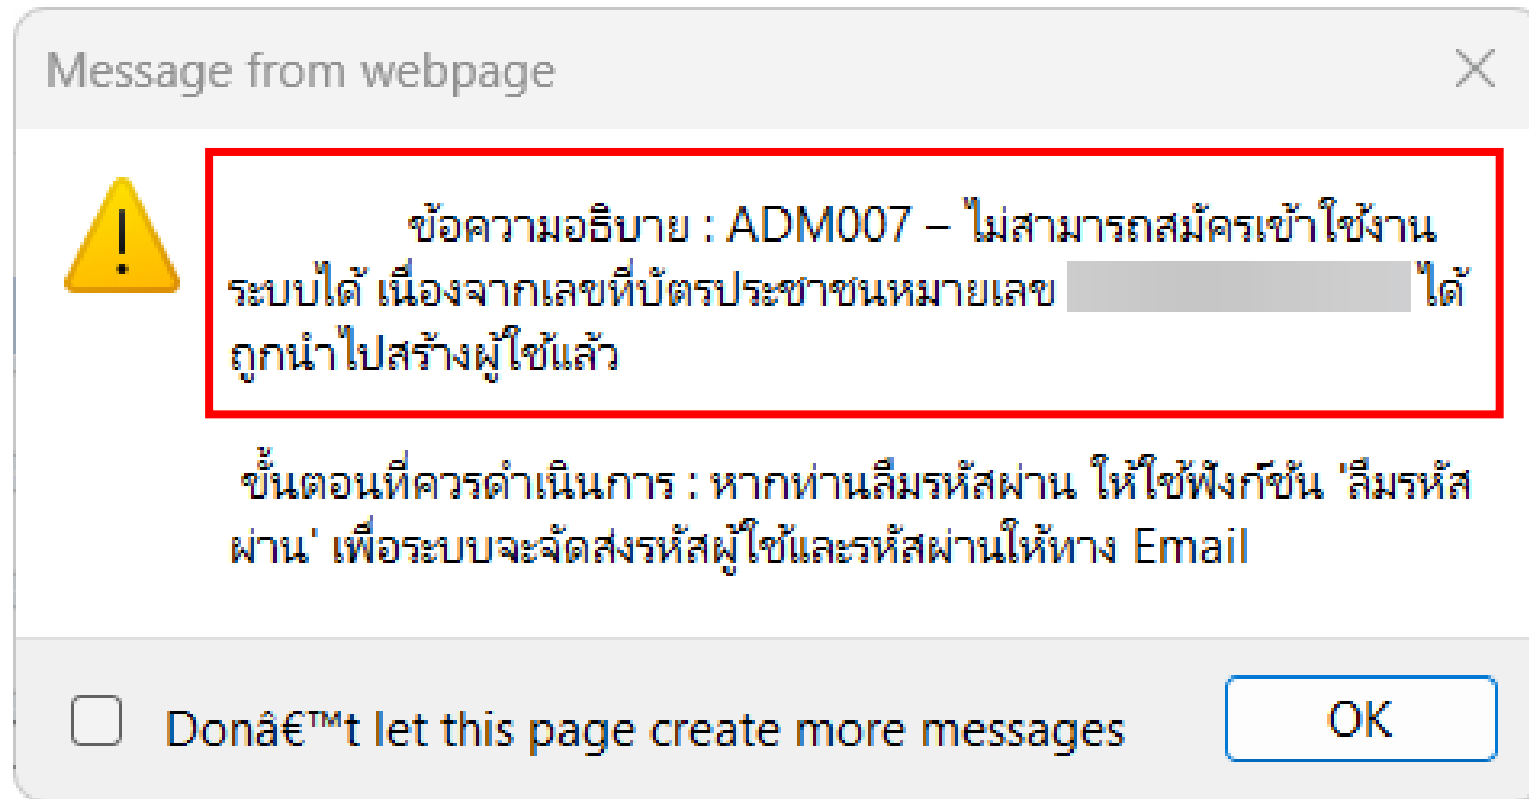 Message from webpage
ข้อความอธิบาย : ADM007 – ไม่สามารถสมัครเข้าใช้งาน
ระบบได้ เนื่องจากเลขที่บัตรประชาชนหมายเลข ได้
ถูกนำไปสร้างผู้ใช้แล้ว
ขั้นตอนที่ควรดำเนินการ : หากท่านลืมรหัสผ่าน ให้ใช้ฟังก์ชัน 'ลืมรหัส
ผ่าน' เพื่อระบบจะจัดส่งรหัสผู้ใช้และรหัสผ่านให้ทาง Email
Donâ€™t let this page create more messages
OK